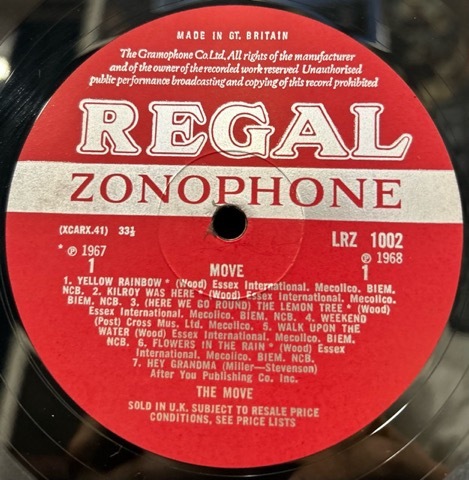 MADE IN GT. BRITAIN
The Gramophone Co. Ltd. All rights of the manufacturer
and of the owner of the recorded work reserved Unauthorised
public performance broadcasting and copying of this record prohibited
REGAL
ZONOPHONE
(XCARX.41) 33⅓
LRZ 1002
* ℗ 1967
℗ 1968
1
MOVE
1
1. YELLOW RAINBOW * (Wood) Essex International. Mecolico. BIEM.
NCB. 2. KILROY WAS HERE * (Wood) Essex International. Mecolico.
BIEM. NCB. 3. (HERE WE GO ROUND) THE LEMON TREE * (Wood)
Essex International. Mecolico. BIEM. NCB. 4. WEEKEND
(Post) Cross Mus. Ltd. Mecolico. 5. WALK UPON THE
WATER (Wood) Essex International. Mecolico. BIEM.
NCB. 6. FLOWERS IN THE RAIN * (Wood) Essex
International. Mecolico. BIEM. NCB.
7. HEY GRANDMA (Miller—Stevenson)
After You Publishing Co. Inc.
THE MOVE
SOLD IN U.K. SUBJECT TO RESALE PRICE
CONDITIONS, SEE PRICE LISTS